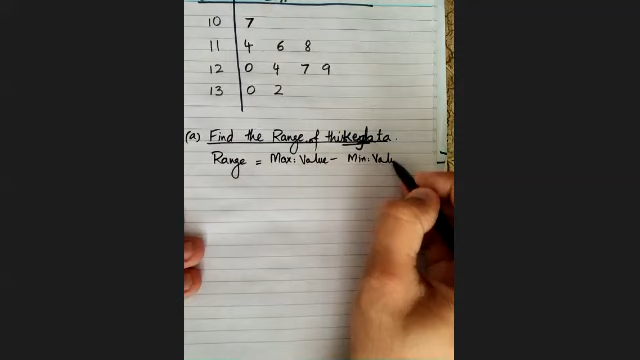 10 7
11 4 6 8
12 0 4 7 9
13 0 2
(a) Find the Range of this data.
Range = Max: Value - Min: Valu